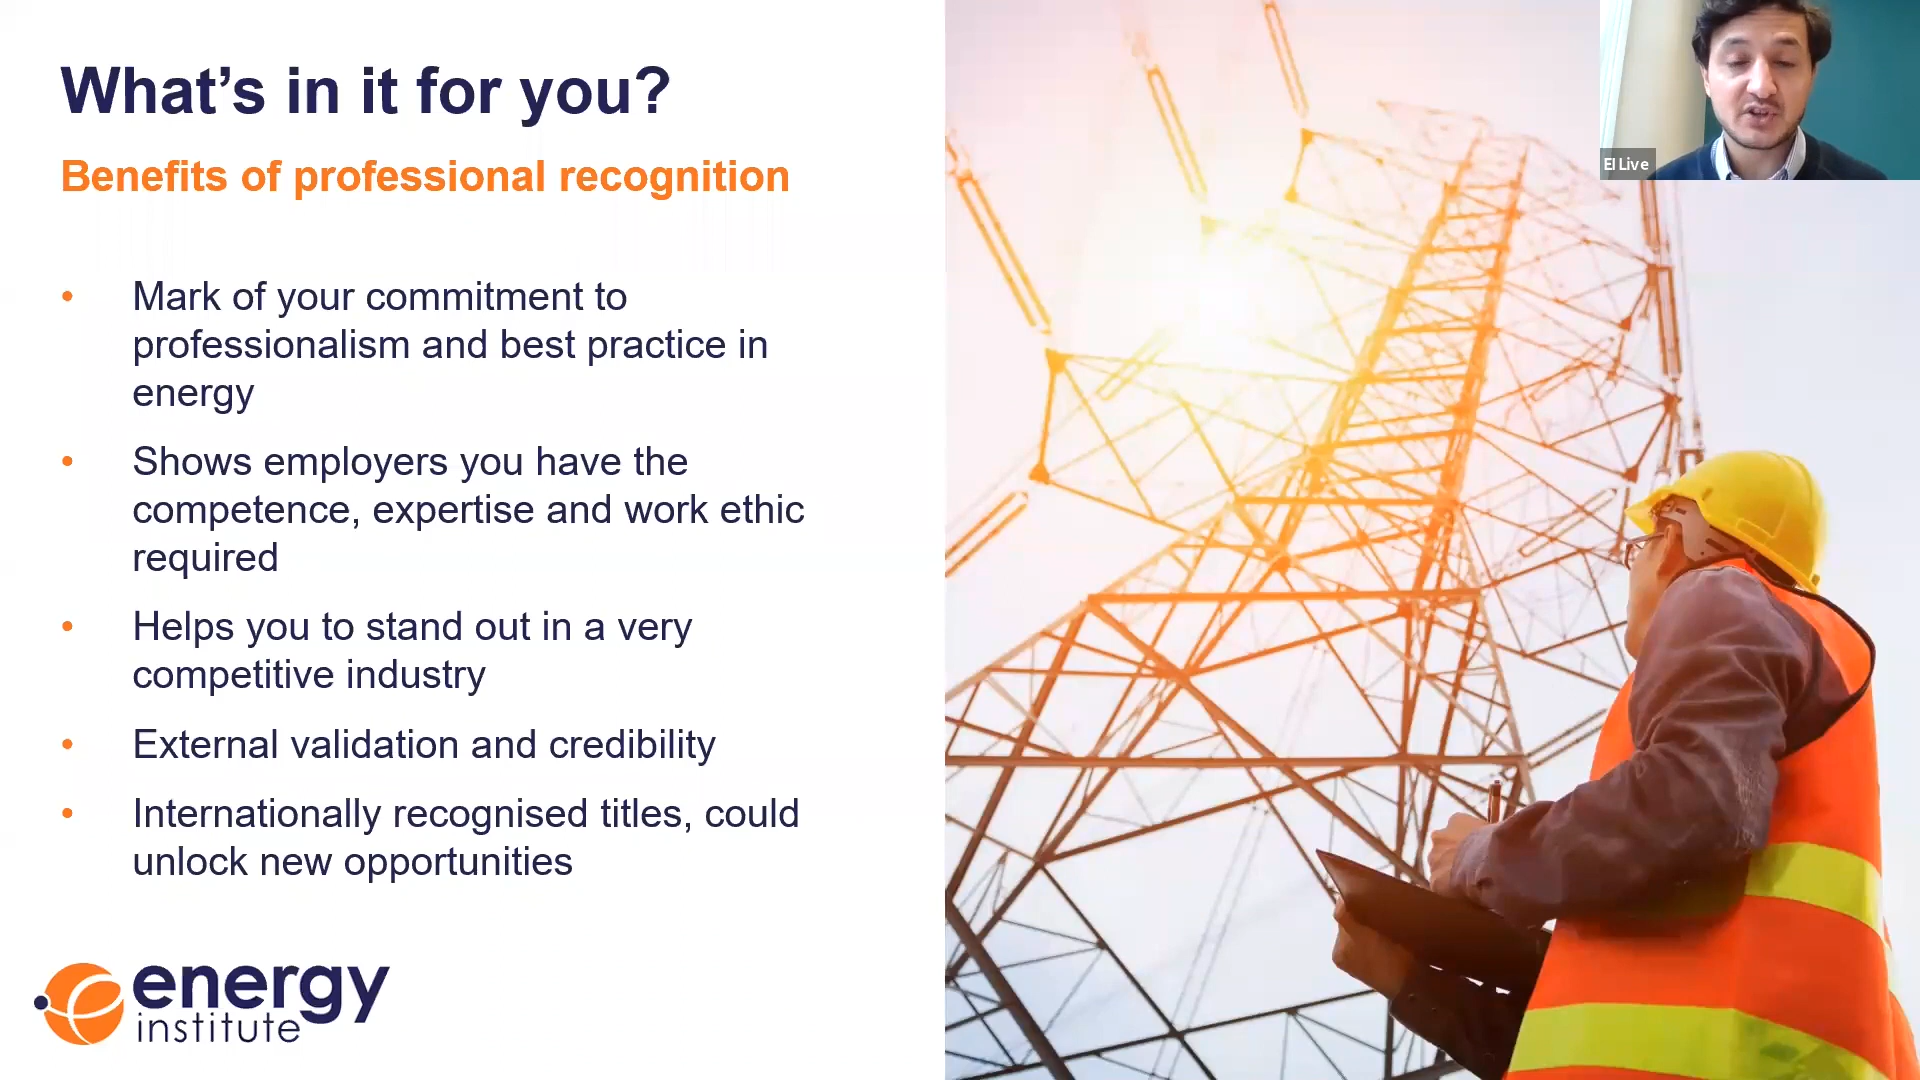 What's in it for you?
Benefits of professional recognition
• Mark of your commitment to
professionalism and best practice in
energy
• Shows employers you have the
competence, expertise and work ethic
required
• Helps you to stand out in a very
competitive industry
• External validation and credibility
• Internationally recognised titles, could
unlock new opportunities
energy
institute
EI Live